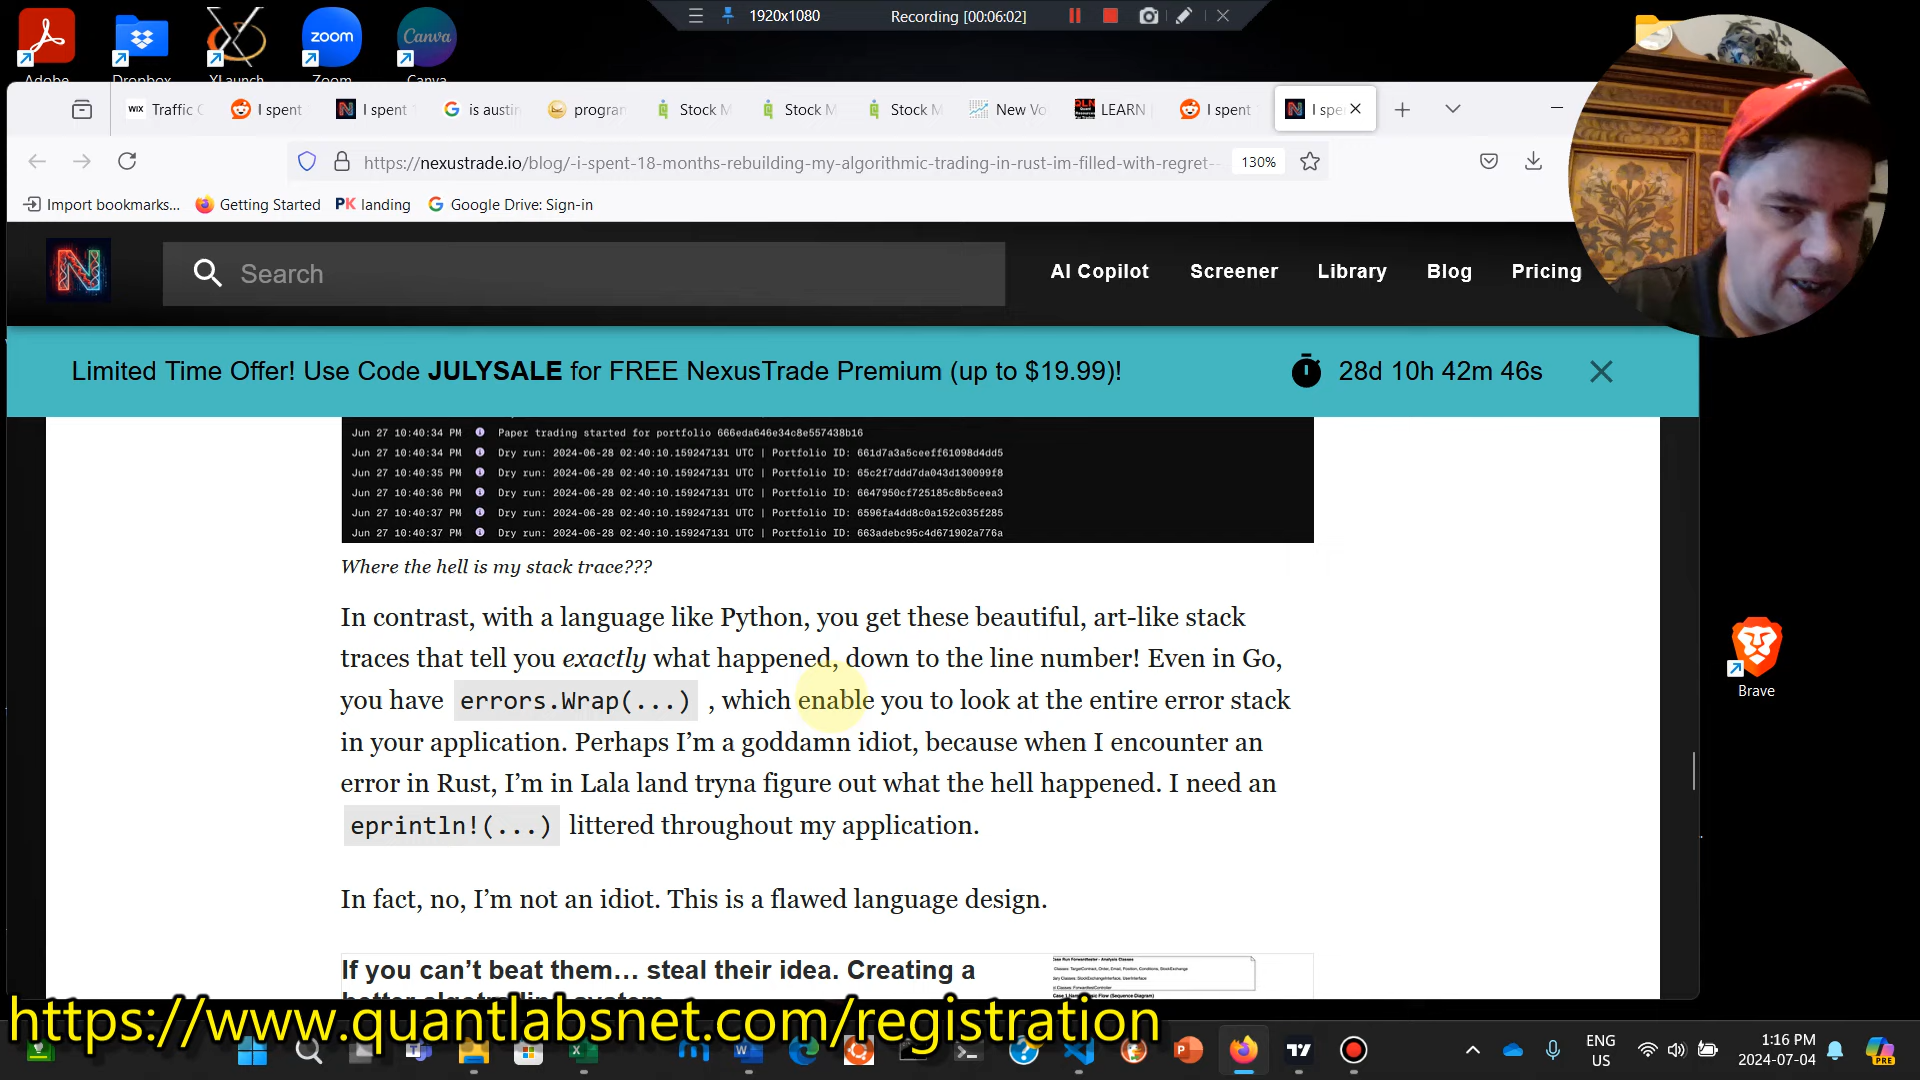 1920x1080
Recording [00:06:02]
Adobe
Dropbox
XLaunch
Zoom
Canva
zoom
Canva
WIX Traffic
I spent
I spent
is austin
progran
Stock M
Stock M
Stock M
New Vo
QLN LEARN
I spent
I spe
https://nexustrade.io/blog/-i-spent-18-months-rebuilding-my-algorithmic-trading-in-rust-im-filled-with-regret--
130%
Import bookmarks...
Getting Started
PK landing
Google Drive: Sign-in
N
Search
AI Copilot
Screener
Library
Blog
Pricing
Limited Time Offer! Use Code JULYSALE for FREE NexusTrade Premium (up to $19.99)!
28d 10h 42m 46s
Jun 27 10:40:34 PM Paper trading started for portfolio 666eda646e34c8e557438b16
Jun 27 10:40:34 PM Dry run: 2024-06-28 02:40:10.159247131 UTC | Portfolio ID: 661d7a3a5ceeff61098d4dd5
Jun 27 10:40:35 PM Dry run: 2024-06-28 02:40:10.159247131 UTC | Portfolio ID: 65c2f7ddd7da043d130099f8
Jun 27 10:40:36 PM Dry run: 2024-06-28 02:40:10.159247131 UTC | Portfolio ID: 6647950cf725185c8b5ceea3
Jun 27 10:40:37 PM Dry run: 2024-06-28 02:40:10.159247131 UTC | Portfolio ID: 6596fa4dd8c0a152c035f285
Jun 27 10:40:37 PM Dry run: 2024-06-28 02:40:10.159247131 UTC | Portfolio ID: 663adebc95c4d671902a776a
Where the hell is my stack trace???
In contrast, with a language like Python, you get these beautiful, art-like stack
traces that tell you exactly what happened, down to the line number! Even in Go,
you have errors.Wrap(...) , which enable you to look at the entire error stack
in your application. Perhaps I’m a goddamn idiot, because when I encounter an
error in Rust, I’m in Lala land tryna figure out what the hell happened. I need an
eprintln!(...) littered throughout my application.
In fact, no, I’m not an idiot. This is a flawed language design.
If you can’t beat them… steal their idea. Creating a
better algotrading system
Case Run Forwardtester - Analysis Classes
Brave
https://www.quantlabsnet.com/registration
ENG
US
1:16 PM
2024-07-04